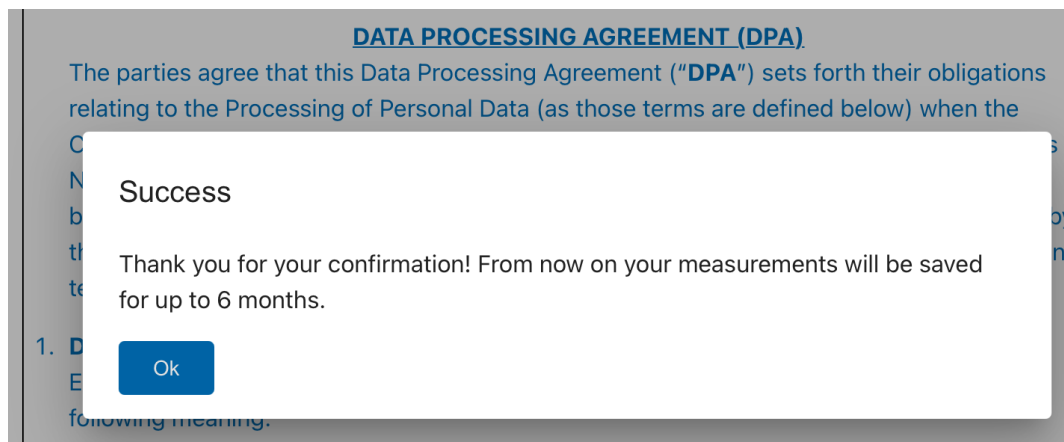 DATA PROCESSING AGREEMENT (DPA)
The parties agree that this Data Processing Agreement (“DPA”) sets forth their obligations
relating to the Processing of Personal Data (as those terms are defined below) when the
Success
Thank you for your confirmation! From now on your measurements will be saved
for up to 6 months.
1.
Ok
following meaning: